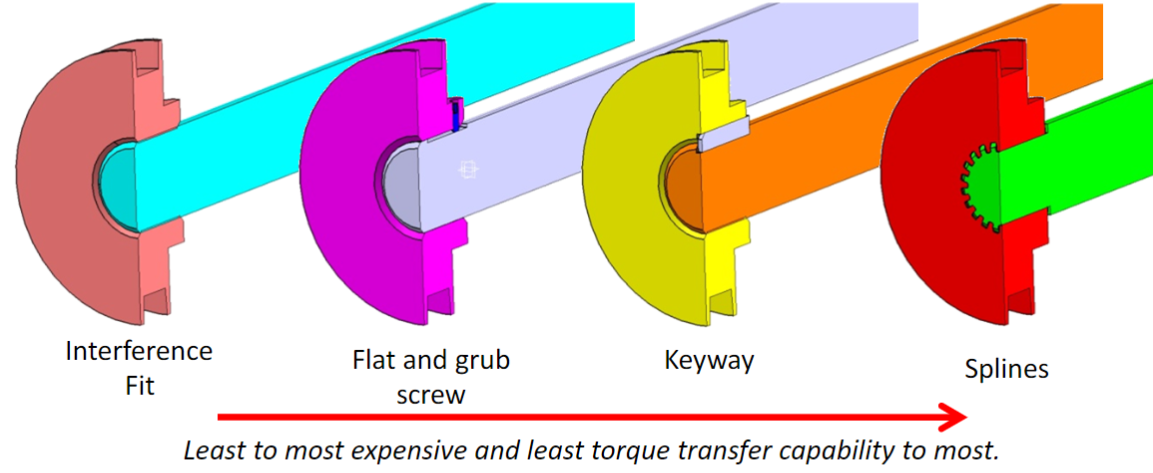 Interference
Fit
Flat and grub
screw
Keyway
Splines
Least to most expensive and least torque transfer capability to most.